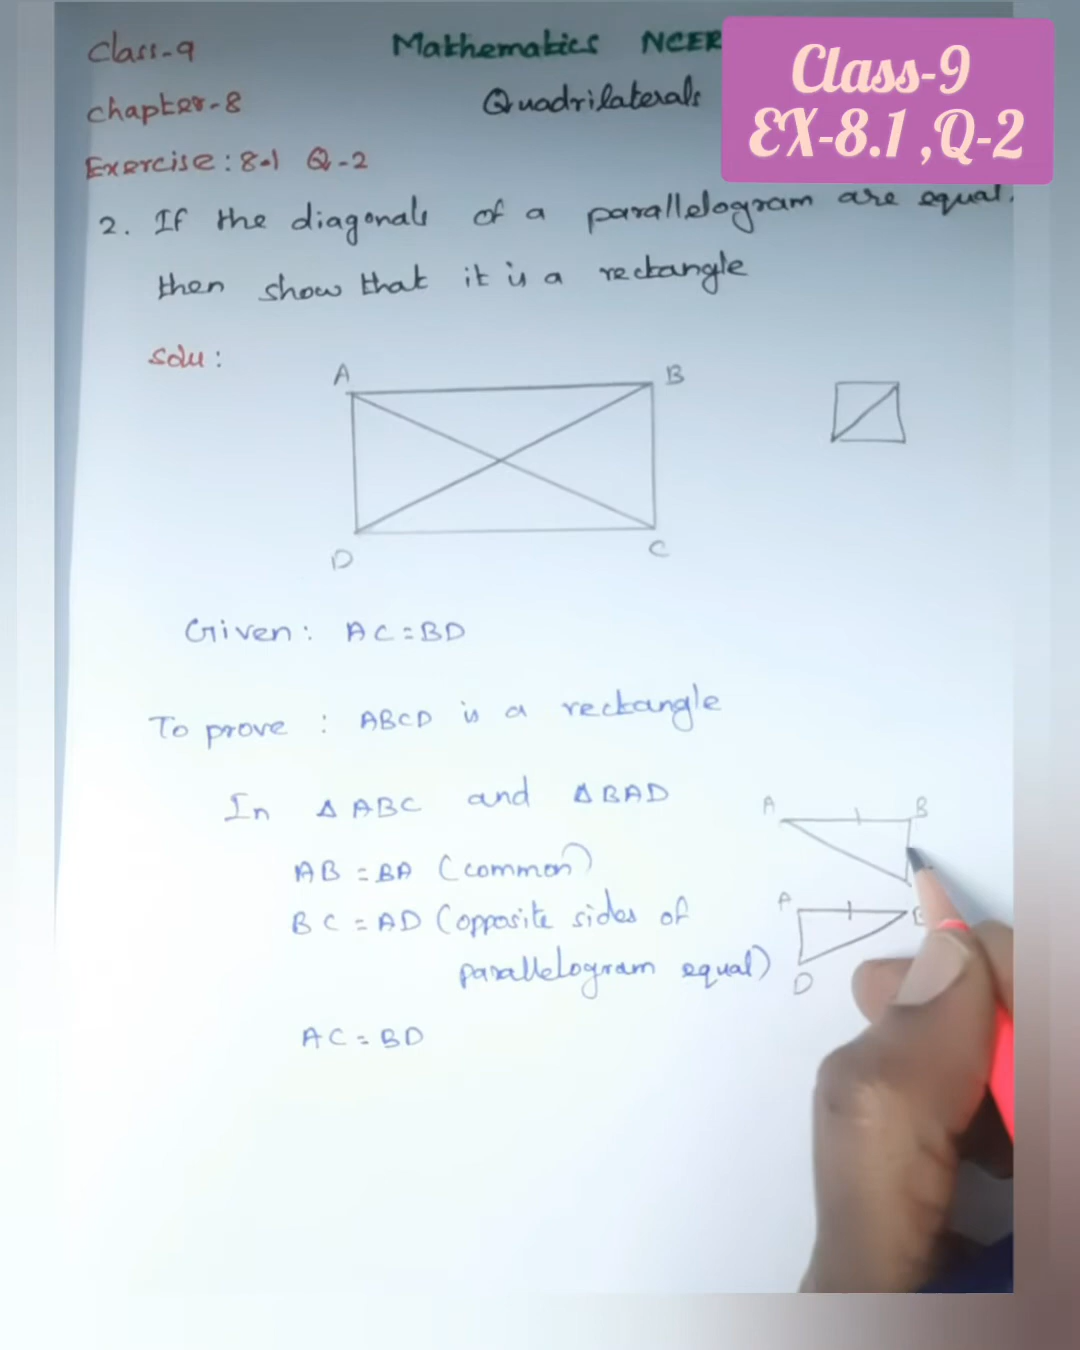 Class-9
Mathematics NCER
Class-9
EX-8.1 ,Q-2
Chapter-8
Quadrilaterals
Exercise: 8.1 Q-2
2. If the diagonals of a parallelogram are equal.
then show that it is a rectangle
Solu:
A
B
D
C
Given: AC=BD
To prove : ABCD is a rectangle
In Δ ABC and ΔBAD
A
B
AB = BA (common)
BC = AD (opposite sides of
parallelogram equal)
A
D
AC = BD